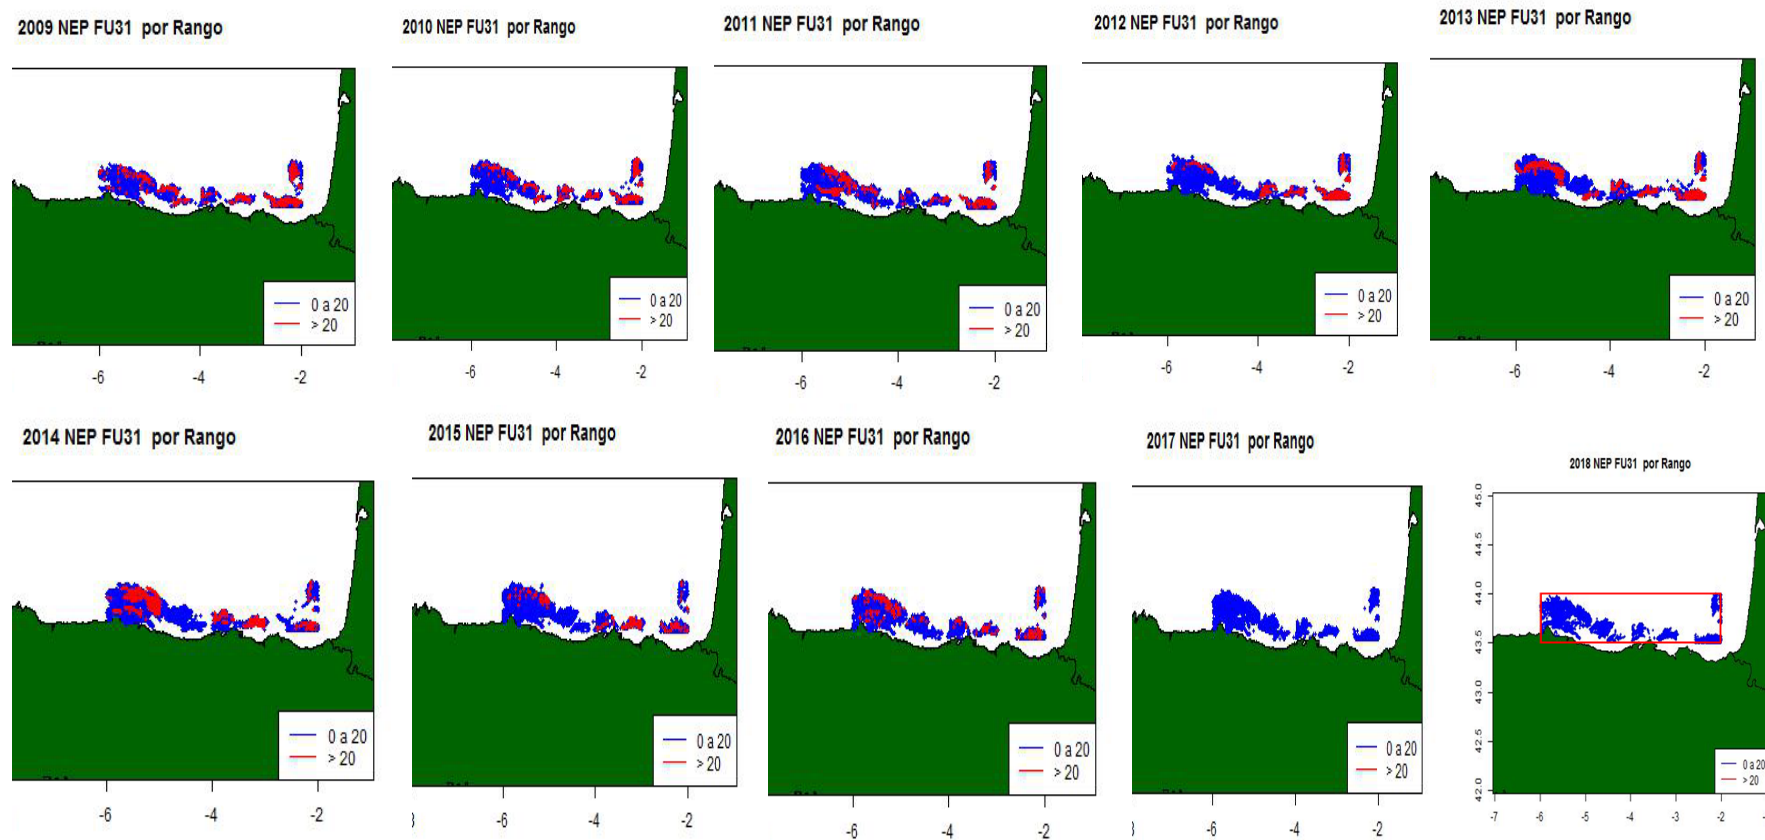 2009 NEP FU31 por Rango
0 a 20
> 20
-6 -4 -2
2010 NEP FU31 por Rango
0 a 20
> 20
-6 -4 -2
2011 NEP FU31 por Rango
0 a 20
> 20
-6 -4 -2
2012 NEP FU31 por Rango
0 a 20
> 20
-6 -4 -2
2013 NEP FU31 por Rango
0 a 20
> 20
-6 -4 -2
2014 NEP FU31 por Rango
0 a 20
> 20
-6 -4 -2
2015 NEP FU31 por Rango
0 a 20
> 20
-6 -4 -2
2016 NEP FU31 por Rango
0 a 20
> 20
-6 -4 -2
2017 NEP FU31 por Rango
0 a 20
> 20
-6 -4 -2
2018 NEP FU31 por Rango
45.0
44.5
44.0
43.5
43.0
42.5
42.0
0 a 20
> 20
-7 -6 -5 -4 -3 -2